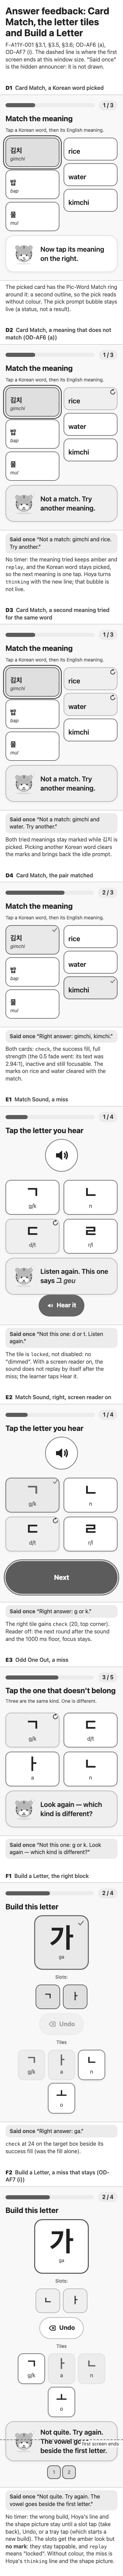 Answer feedback: Card
Match, the letter tiles
and Build a Letter
F-A11Y-001 §3.1, §3.5, §3.6; OD-AF6 (a),
OD-AF7 (i). The dashed line is where the first
screen ends at this window size. "Said once"
is the hidden announcer: it is not drawn.
D1 Card Match, a Korean word picked
1 / 3
Match the meaning
Tap a Korean word, then its English meaning.
김치
gimchi
rice
밥
bap
water
물
mul
kimchi
Now tap its meaning
on the right.
The picked card has the Pic-Word Match ring
around it: a second outline, so the pick reads
without colour. The pick prompt bubble is not
live (a status, not a result).
D2 Card Match, a meaning that does not
match (OD-AF6 (a))
1 / 3
Match the meaning
Tap a Korean word, then its English meaning.
김치
gimchi
rice
밥
bap
water
물
mul
kimchi
Not a match. Try
another meaning.
Said once "Not a match: gimchi and rice.
Try another."
No timer: the meaning tried keeps amber and
replay, and the Korean word stays picked,
so the next meaning is one tap. Hoya turns
thinking with the new line; that bubble is
not live.
D3 Card Match, a second meaning tried
for the same word
1 / 3
Match the meaning
Tap a Korean word, then its English meaning.
김치
gimchi
rice
밥
bap
water
물
mul
kimchi
Not a match. Try
another meaning.
Said once "Not a match: gimchi and
water. Try another."
Both tried meanings stay marked while 김치 is
picked. Picking another Korean word clears
the marks and brings back the idle prompt.
D4 Card Match, the pair matched
2 / 3
Match the meaning
Tap a Korean word, then its English meaning.
김치
gimchi
rice
밥
bap
water
물
mul
kimchi
Said once "Right answer: gimchi, kimchi."
Both cards: check, the success fill, full
strength (the 0.5 fade went: its text was
2.94:1), inactive and still focusable. The
marks on rice and water cleared with the
match.
E1 Match Sound, a miss
1 / 4
Tap the letter you hear
ㄱ
g/k
ㄴ
n
ㄷ
d/t
ㄹ
r/l
Listen again. This one
says 그 geu
Hear it
Said once "Not this one: d or t. Listen
again."
The tile is locked, not disabled: no
"dimmed". With a screen reader on, the
sound does not replay by itself after the
miss; the learner taps Hear it.
E2 Match Sound, right, screen reader on
1 / 4
Tap the letter you hear
ㄱ
g/k
ㄴ
n
ㄷ
d/t
ㄹ
r/l
Next
Said once "Right answer: g or k."
The right tile gains check (20, top corner).
Reader off: the next round after the sound
and the 1000 ms floor, focus stays.
E3 Odd One Out, a miss
3 / 5
Tap the one that doesn't belong
Three are the same kind. One is different.
ㄱ
g/k
ㄷ
d/t
ㅏ
a
ㄴ
n
Look again — which
kind is different?
Said once "Not this one: g or k. Look
again — which kind is different?"
F1 Build a Letter, the right block
2 / 4
Build this letter
가
ga
Slots:
ㄱ
ㅏ
Undo
Tiles
ㄱ
g/k
ㅏ
a
ㄴ
n
ㅗ
o
Said once "Right answer: ga."
check at 24 on the target box beside its
success fill (was the fill alone).
F2 Build a Letter, a miss that stays (OD-
AF7 (i))
2 / 4
Build this letter
가
ga
Slots:
ㄴ
ㅏ
Undo
Tiles
ㄱ
g/k
ㅏ
a
ㄴ
n
ㅗ
o
Not quite. Try again.
The vowel go
first screen ends
beside the first letter.
1
2
Said once "Not quite. Try again. The
vowel goes beside the first letter."
No timer: the wrong build, Hoya's line and
the shape picture stay until a slot tap (take
back), Undo, or a tray tap (which starts a
new build). The slots get the amber look but
no mark: they stay tappable, and replay
reads "locked". Without colour, the miss is
Hoya's thinking line and the shape picture.